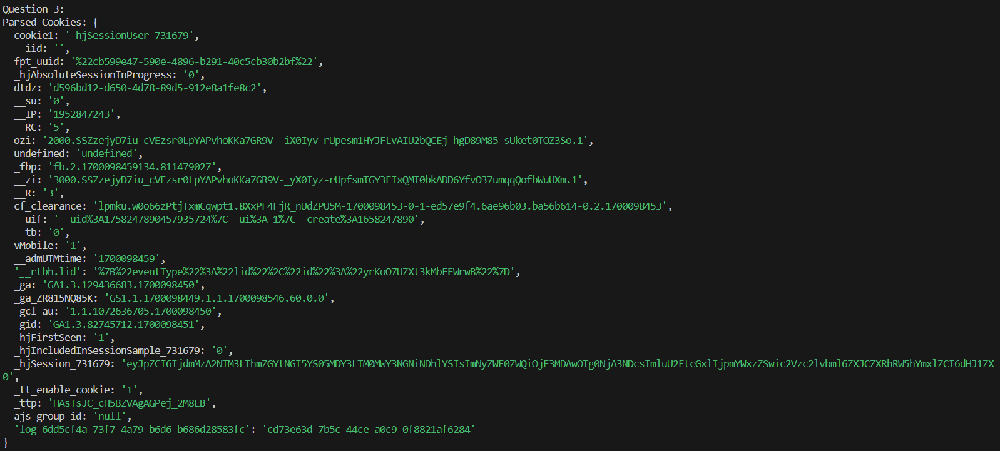 Question 3:
Parsed Cookies: {
  cookie1: '_hjSessionUser_731679',
  __iid: '',
  fpt_uuid: '%22cb599e47-590e-4896-b291-40c5cb30b2bf%22',
  _hjAbsoluteSessionInProgress: '0',
  dtdz: 'd596bd12-d650-4d78-89d5-912e8a1fe8c2',
  __su: '0',
  __IP: '1952847243',
  __RC: '5',
  ozi: '2000.SSZzejyD7iu_cVEzsr0LpYAPvhoKKa7GR9V-_iX0Iyv-rUpesm1HYJFLvAIU2bQCEj_hgD89M85-sUket0TOZ3So.1',
  undefined: 'undefined',
  _fbp: 'fb.2.1700098459134.811479027',
  __zi: '3000.SSZzejyD7iu_cVEzsr0LpYAPvhoKKa7GR9V-_yX0Iyz-rUpfsmTGY3FIxQMI0bkADD6YfvO37umqqQofbWuUXm.1',
  __R: '3',
  cf_clearance: 'lpmku.w0o66zPtjTxmCqwpt1.8XxPF4FjR_nUdZPU5M-1700098453-0-1-ed57e9f4.6ae96b03.ba56b614-0.2.1700098453',
  __uif: '__uid%3A1758247890457935724%7C__ui%3A-1%7C__create%3A1658247890',
  __tb: '0',
  vMobile: '1',
  __admUTMtime: '1700098459',
  '__rtbh.lid': '%7B%22eventType%22%3A%22lid%22%2C%22id%22%3A%22yrKoO7UZXt3kMbFEWrwB%22%7D',
  _ga: 'GA1.3.129436683.1700098450',
  _ga_ZR815NQ85K: 'GS1.1.1700098449.1.1.1700098546.60.0.0',
  _gcl_au: '1.1.1072636705.1700098450',
  _gid: 'GA1.3.82745712.1700098451',
  _hjFirstSeen: '1',
  _hjIncludedInSessionSample_731679: '0',
  _hjSession_731679: 'eyJpZCI6IjdmMzA2NTM3LThmZGYtNGI5YS05MDY3LTM0MWY3NGNiNDhlYSIsImNyZWF0ZWQiOjE3MDAwOTg0NjA3NDcsImluU2FtcGxlIjpmYWxzZSwic2Vzc2lvbml6ZXJCZXRhRW5hYmxlZCI6dHJ1ZX
0',
  _tt_enable_cookie: '1',
  _ttp: 'HAsTsJC_cH5BZVAgAGPej_2M8LB',
  ajs_group_id: 'null',
  'log_6dd5cf4a-73f7-4a79-b6d6-b686d28583fc': 'cd73e63d-7b5c-44ce-a0c9-0f8821af6284'
}